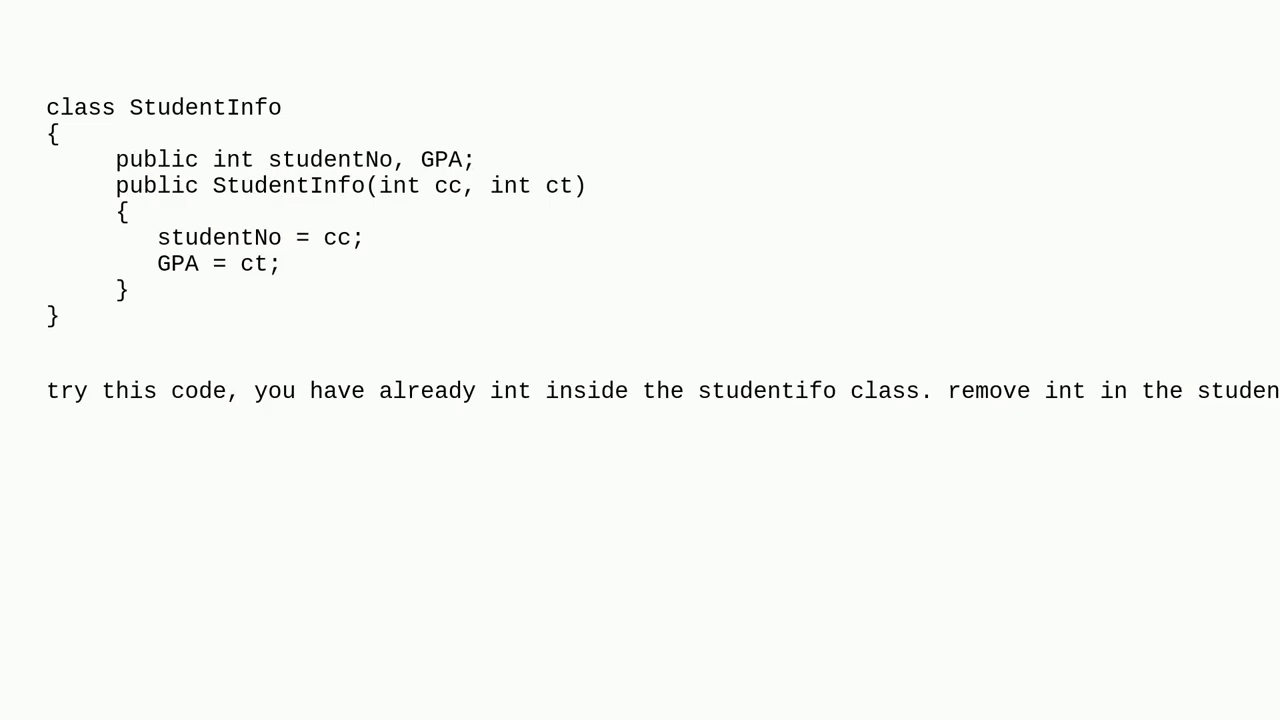 class StudentInfo
{
     public int studentNo, GPA;
     public StudentInfo(int cc, int ct)
     {
        studentNo = cc;
        GPA = ct;
     }
}
try this code, you have already int inside the studentifo class. remove int in the studen